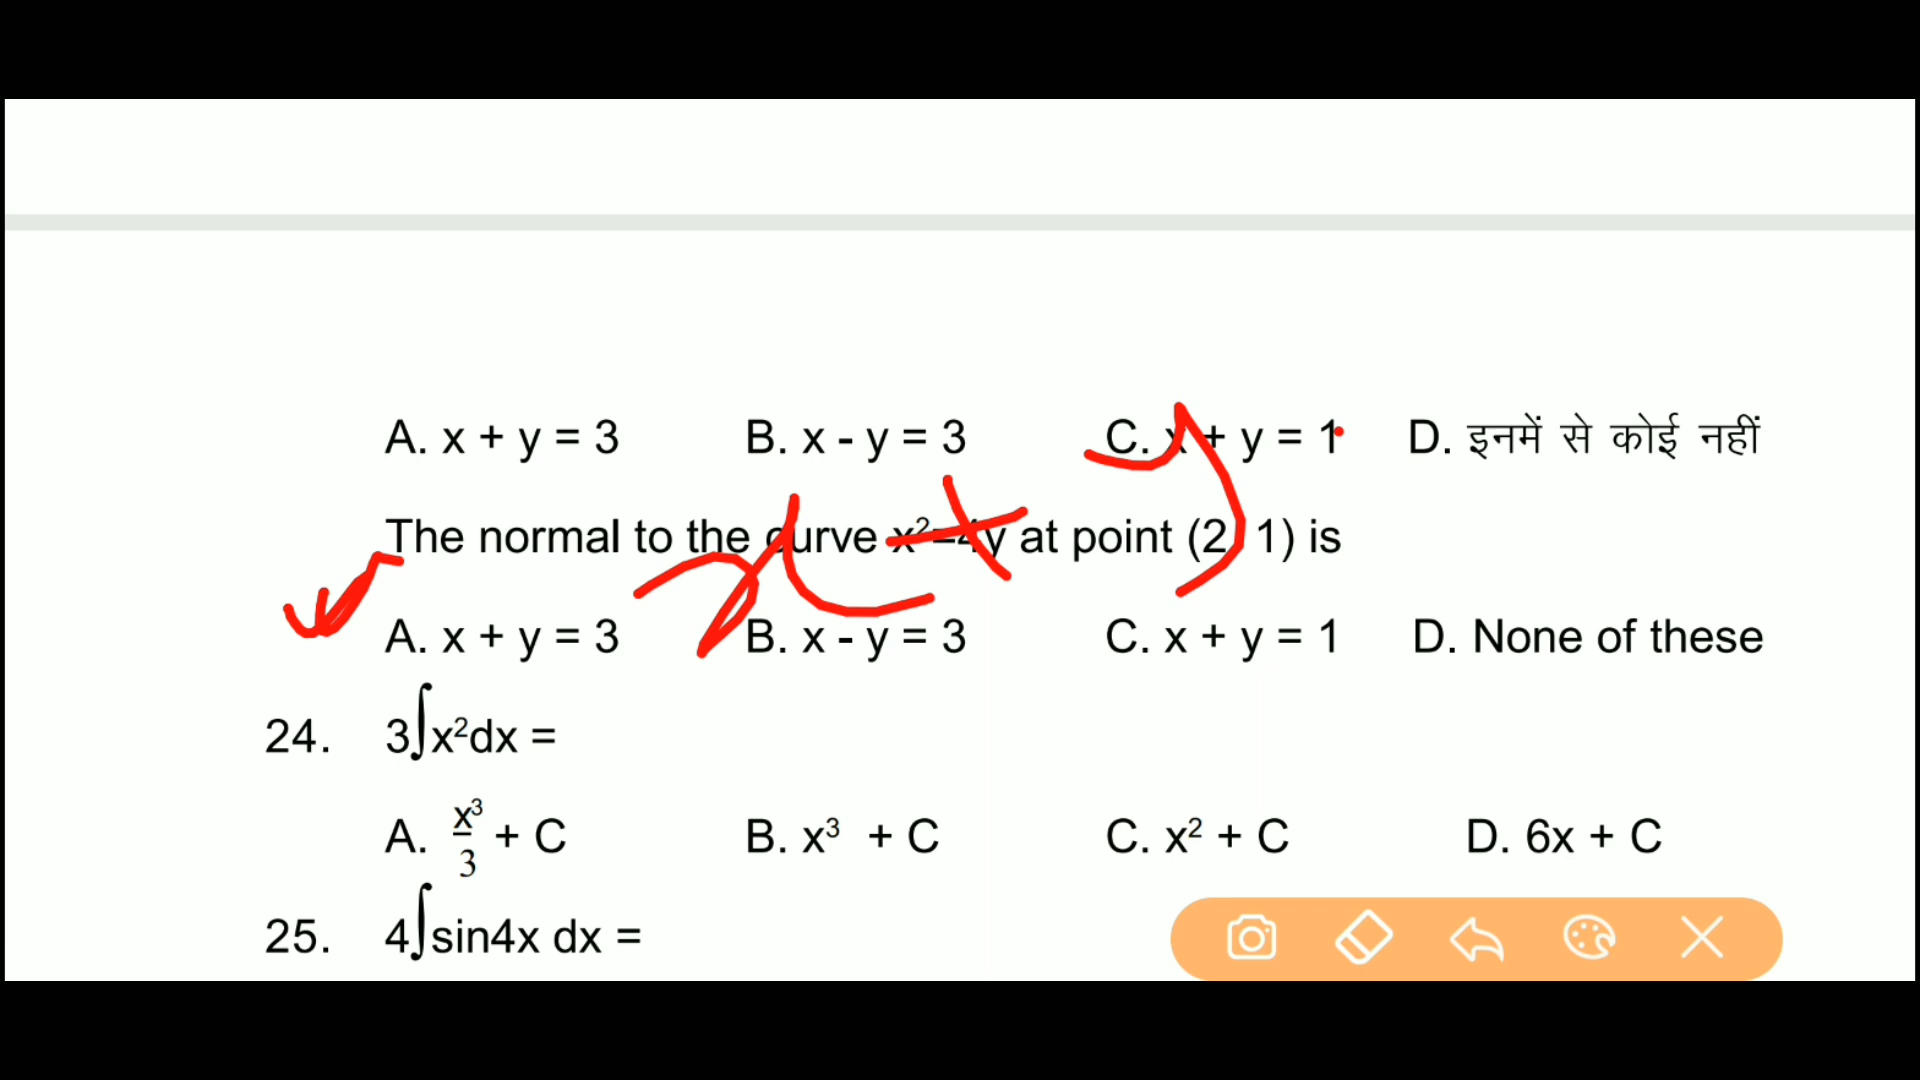 A. x + y = 3 B. x - y = 3 C. x + y = 1 D. इनमें से कोई नहीं
The normal to the curve x²=4y at point (2, 1) is
A. x + y = 3 B. x - y = 3 C. x + y = 1 D. None of these
24. 3∫x²dx =
A. x³/3 + C B. x³ + C C. x² + C D. 6x + C
25. 4∫sin4x dx =